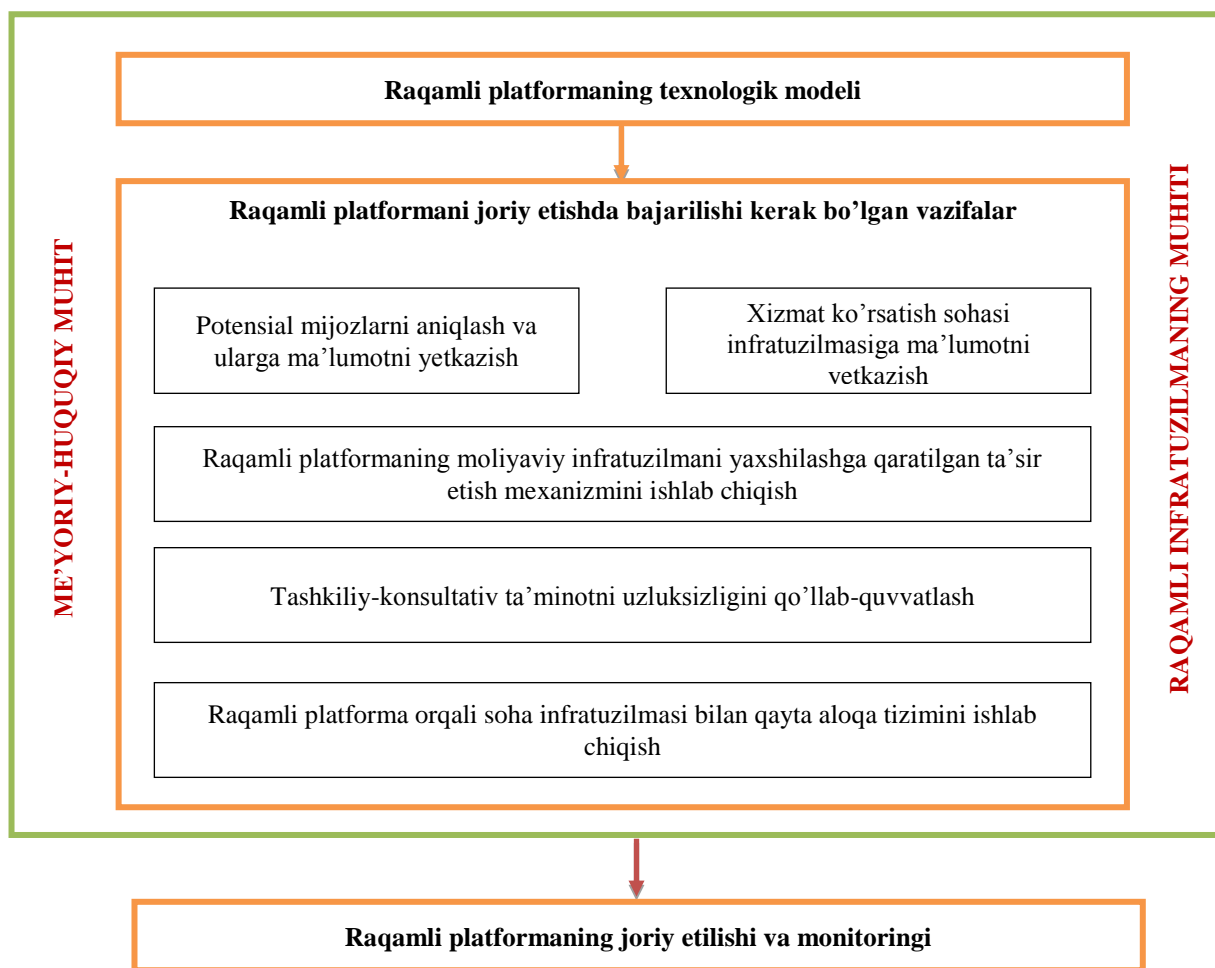 Raqamli platformaning texnologik modeli
ME’YORIY-HUQUQIY MUHIT
RAQAMLI INFRATUZILMANING MUHITI
Raqamli platformani joriy etishda bajarilishi kerak bo’lgan vazifalar
Potensial mijozlarni aniqlash va
ularga ma’lumotni yetkazish
Xizmat ko’rsatish sohasi
infratuzilmasiga ma’lumotni
vetkazish
Raqamli platformaning moliyaviy infratuzilmani yaxshilashga qaratilgan ta’sir
etish mexanizmini ishlab chiqish
Tashkiliy-konsultativ ta’minotni uzluksizligini qo’llab-quvvatlash
Raqamli platforma orqali soha infratuzilmasi bilan qayta aloqa tizimini ishlab
chiqish
Raqamli platformaning joriy etilishi va monitoringi